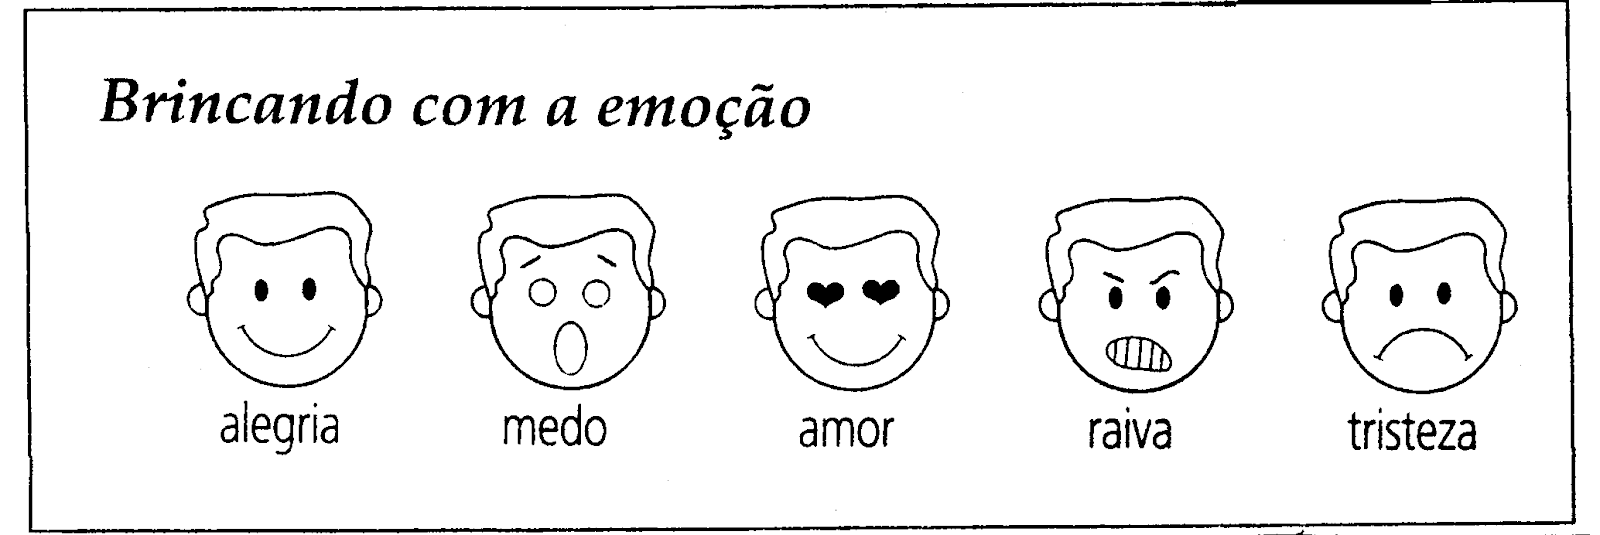 Brincando com a emoção
alegria medo amor raiva tristeza